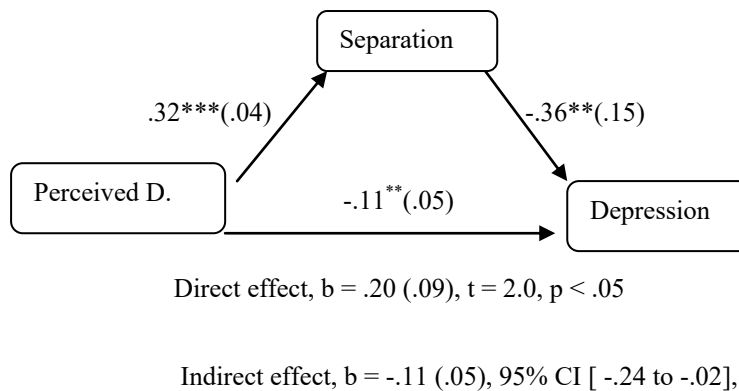 Separation
.32***(.04)
-.36**(.15)
Perceived D.
-.11**(.05)
Depression
Direct effect, b = .20 (.09), t = 2.0, p < .05
Indirect effect, b = -.11 (.05), 95% CI [ -.24 to -.02],